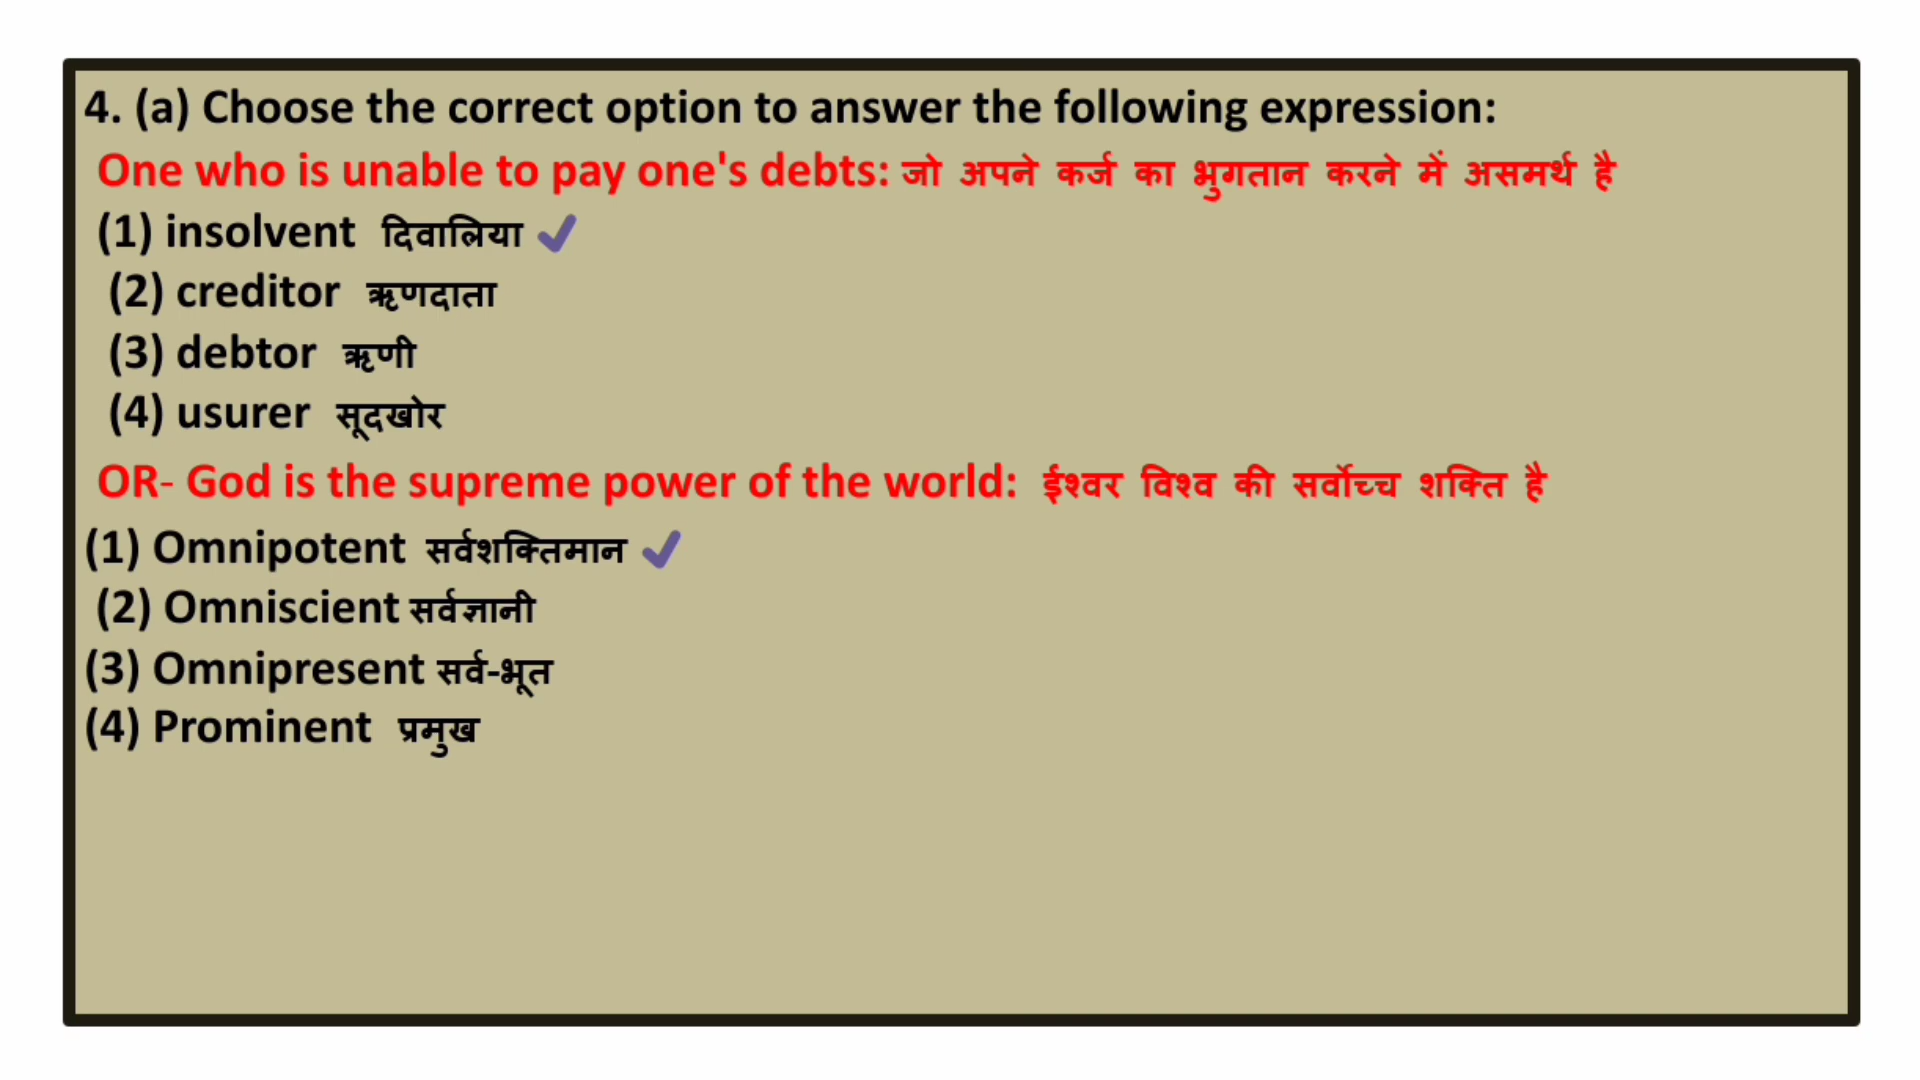 4. (a) Choose the correct option to answer the following expression:
One who is unable to pay one's debts: जो अपने कर्ज का भुगतान करने में असमर्थ है
(1) insolvent दिवालिया ✔
(2) creditor ऋणदाता
(3) debtor ऋणी
(4) usurer सूदखोर
OR- God is the supreme power of the world: ईश्वर विश्व की सर्वोच्च शक्ति है
(1) Omnipotent सर्वशक्तिमान ✔
(2) Omniscient सर्वज्ञानी
(3) Omnipresent सर्व-भूत
(4) Prominent प्रमुख